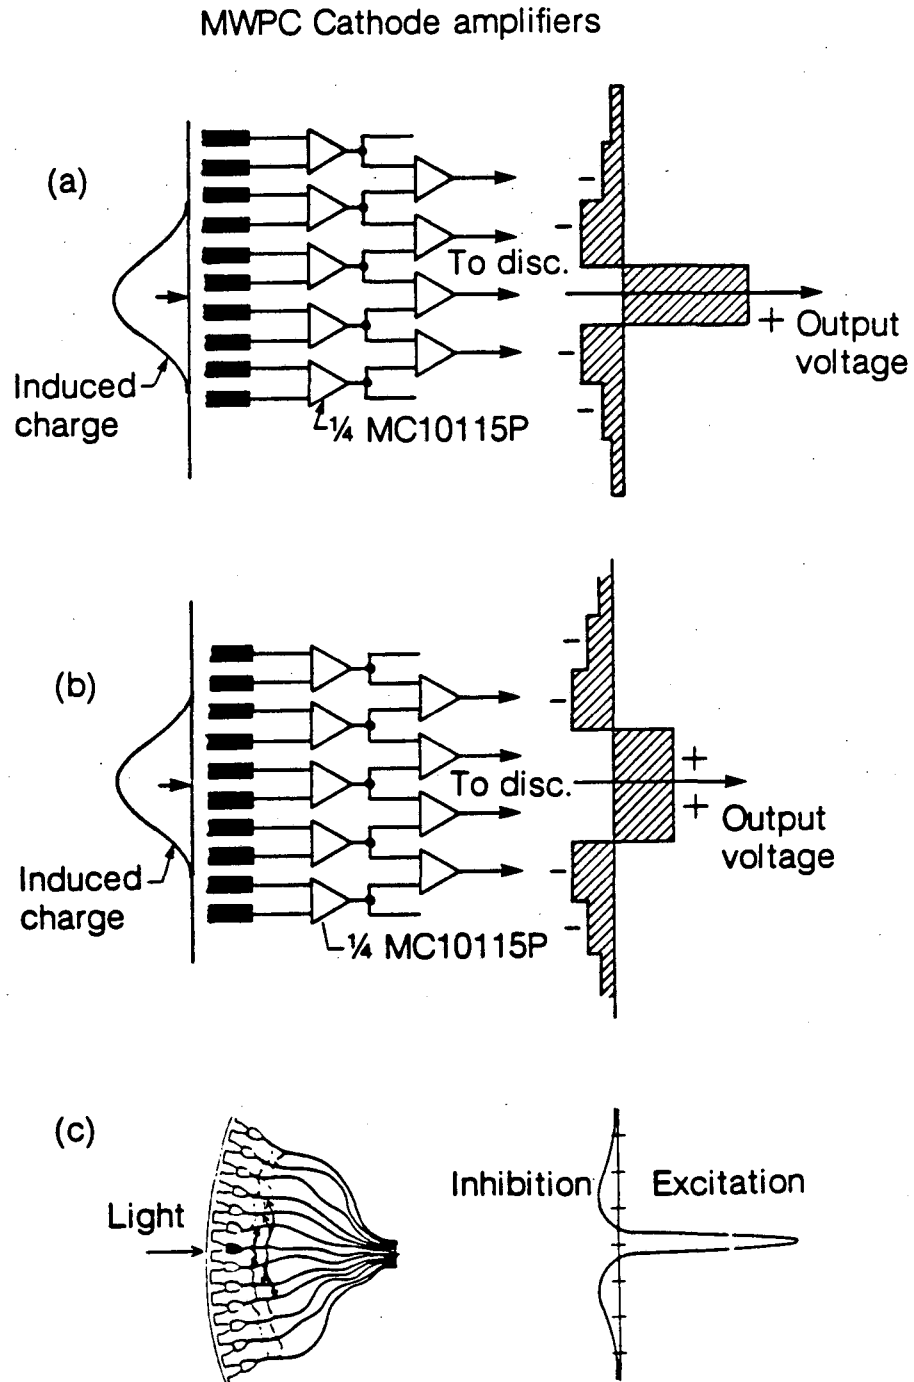 MWPC Cathode amplifiers
(a)
To disc.
+ Output
voltage
Induced
charge
¼ MC10115P
−
−
−
−
(b)
To disc.
+
+
Output
voltage
Induced
charge
¼ MC10115P
−
−
−
−
(c)
Light
Inhibition
Excitation